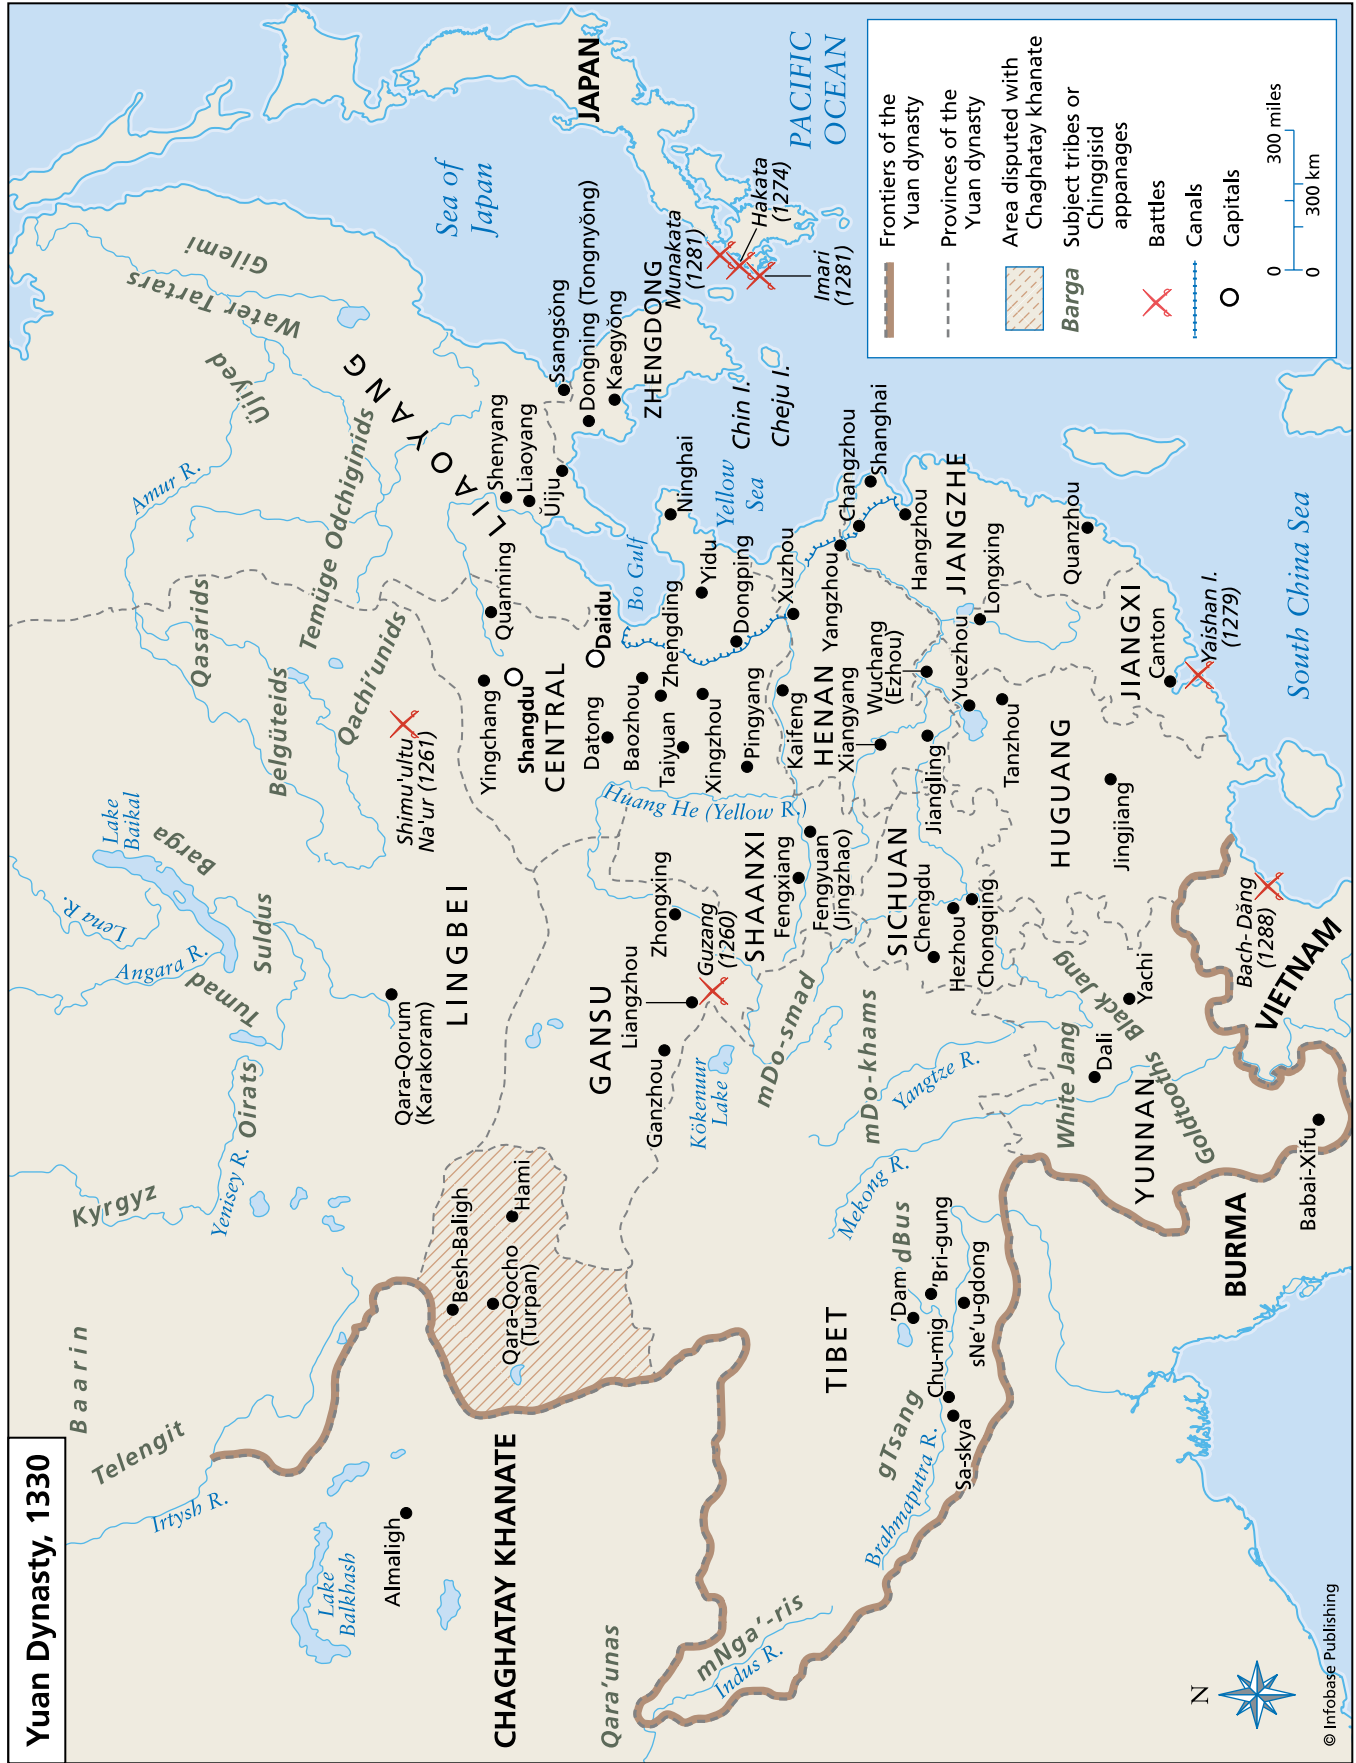 Yuan Dynasty, 1330
Telengit
Baarin
Kyrgyz
Irtysh R.
Yenisey R.
Oirats
Tumad
Angara R.
Lena R.
Lake
Baikal
Barga
Suldus
Belgüteids
Qasarids
Qachi'unids
Temüge Odchiginids
Amur R.
Üjiyed
Water Tartars
Gilemi
Lake
Balkhash
Almaligh
Qara-Qorum
(Karakoram)
LINGBEI
Shimu'ultu
Na'ur (1261)
LIAOYANG
Sea of
Japan
JAPAN
PACIFIC
OCEAN
CHAGHATAY KHANATE
Besh-Baligh
Qara-Qocho
(Turpan)
Hami
Yingchang
Shangdu
CENTRAL
Quanning
Shenyang
Liaoyang
Ŭiju
Ssangsŏng
Dongning (Tongnyŏng)
Kaegyŏng
ZHENGDONG
Munakata
(1281)
Hakata
(1274)
Imari
(1281)
Chin I.
Cheju I.
GANSU
Liangzhou
Ganzhou
Zhongxing
Guzang
(1260)
Kökenuur
Lake
Datong
Baozhou
Taiyuan
Xingzhou
Pingyang
Daidu
Zhengding
Bo Gulf
Yidu
Dongping
Ninghai
Yellow
Sea
Huang He (Yellow R.)
Qara'unas
mNga'-ris
Indus R.
TIBET
mDo-smad
mDo-khams
SHAANXI
Fengxiang
Fengyuan
(Jingzhao)
Kaifeng
HENAN
Xiangyang
Xuzhou
Yangzhou
Changzhou
Shanghai
Hangzhou
JIANGZHE
Wuchang
(Ezhou)
Yuezhou
Longxing
Quanzhou
gTsang
Brahmaputra R.
Sa-skya
Chu-mig
'Dam
dBus
'Bri-gung
sNe'u-gdong
Mekong R.
Yangtze R.
SICHUAN
Chengdu
Hezhou
Chongqing
Jiangling
Tanzhou
HUGUANG
Jingjiang
JIANGXI
Canton
Yaishan I.
(1279)
South China Sea
White Jang
Black Jang
Goldtooths
Dali
Yachi
YUNNAN
BURMA
Babai-Xifu
VIETNAM
Bach- Dăng
(1288)
Frontiers of the
Yuan dynasty
Provinces of the
Yuan dynasty
Area disputed with
Chaghatay khanate
Barga
Subject tribes or
Chinggisid
appanages
Battles
Canals
Capitals
0
300 miles
0
300 km
N
© Infobase Publishing